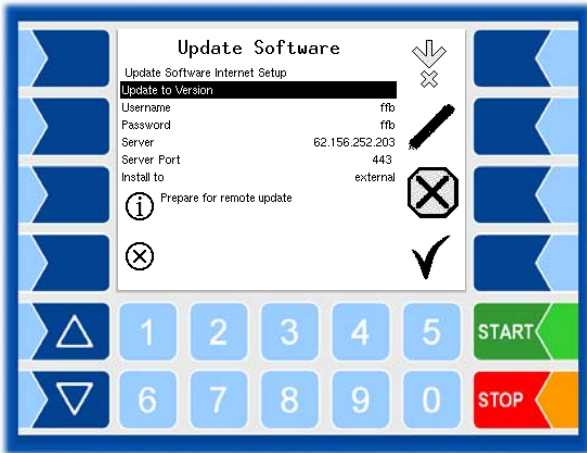 Update Software
Update Software Internet Setup
Update to Version
Username ffb
Password ffb
Server 62.156.252.203
Server Port 443
Install to external
i Prepare for remote update
1 2 3 4 5 START
6 7 8 9 0 STOP